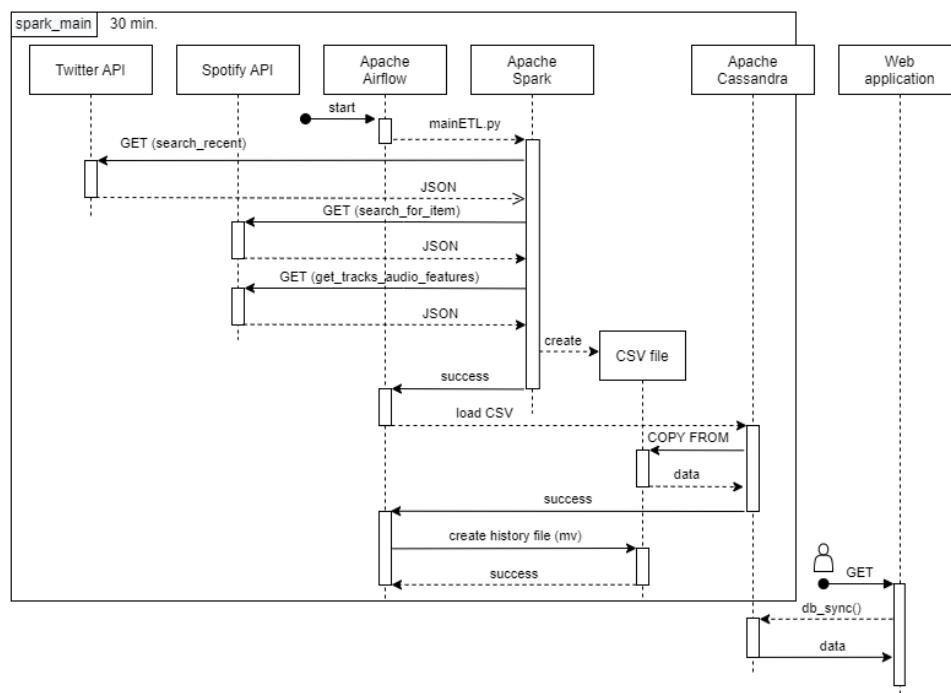 spark_main 30 min.
Twitter API
Spotify API
Apache
Airflow
Apache
Spark
Apache
Cassandra
Web
application
start
mainETL.py
GET (search_recent)
JSON
GET (search_for_item)
JSON
GET (get_tracks_audio_features)
JSON
create
CSV file
success
load CSV
COPY FROM
data
success
create history file (mv)
success
GET
db_sync()
data